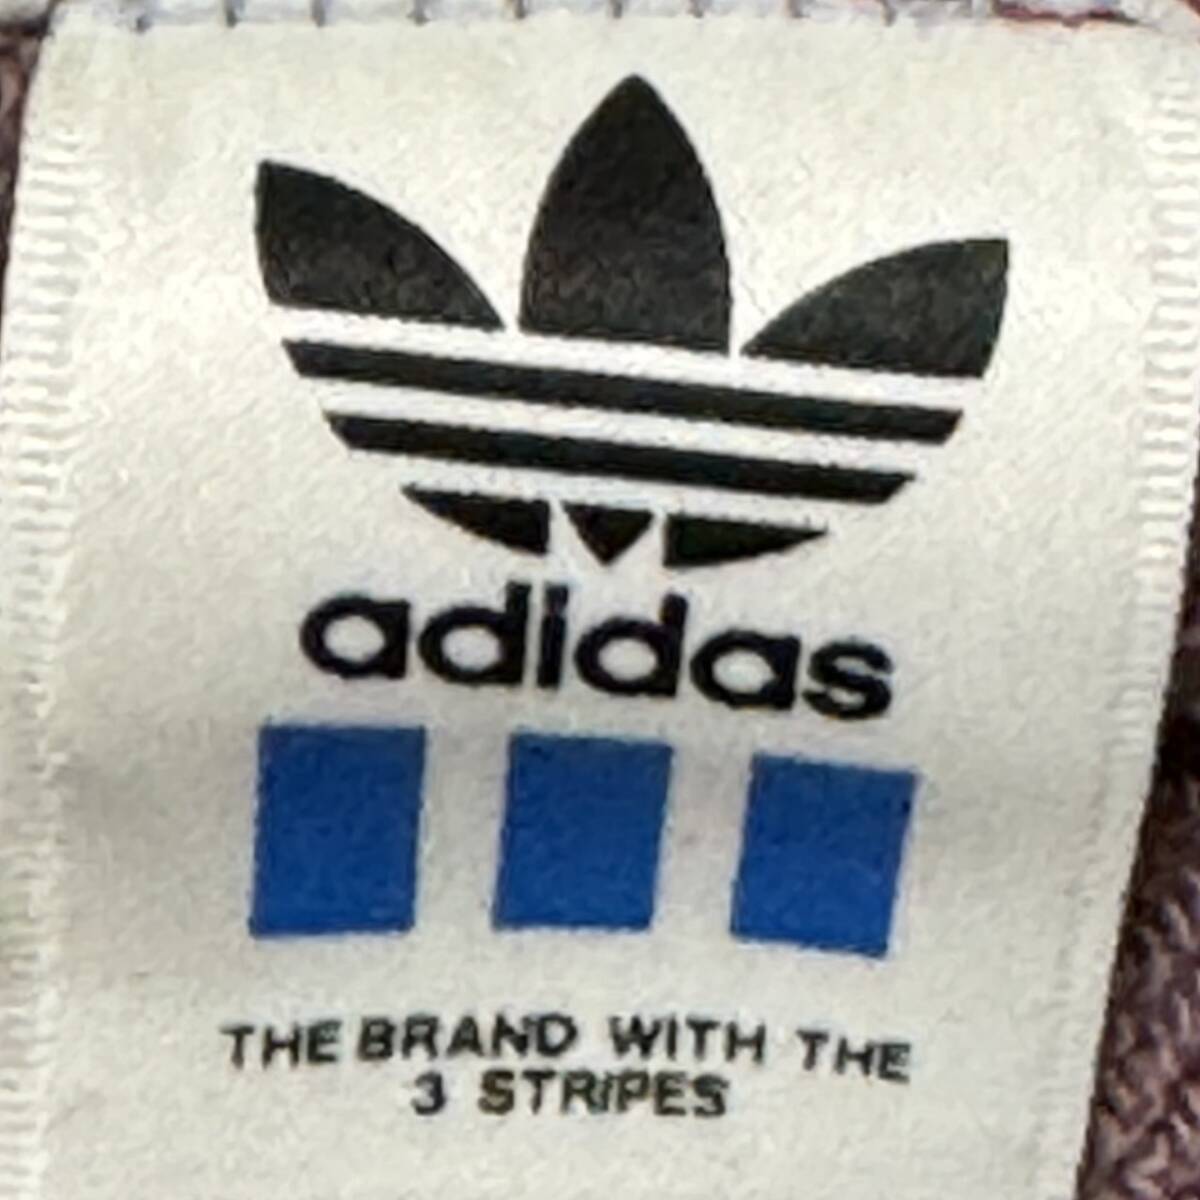 adidas
THE BRAND WITH THE
3 STRIPES